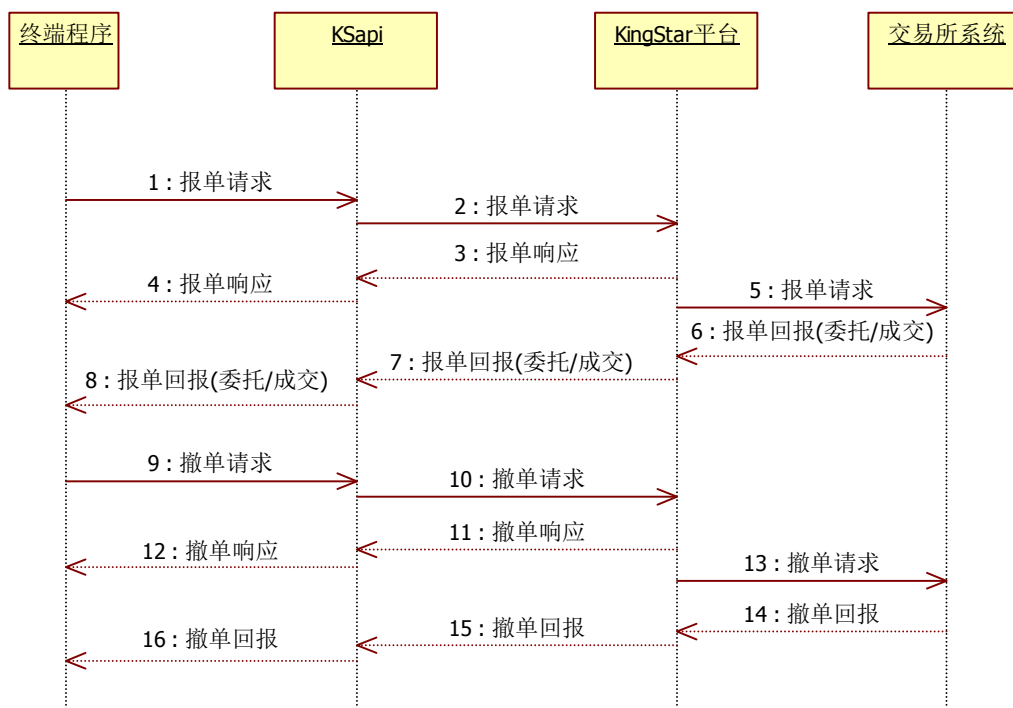 终端程序
KSapi
KingStar平台
交易所系统
1 : 报单请求
2 : 报单请求
3 : 报单响应
4 : 报单响应
5 : 报单请求
6 : 报单回报(委托/成交)
7 : 报单回报(委托/成交)
8 : 报单回报(委托/成交)
9 : 撤单请求
10 : 撤单请求
11 : 撤单响应
12 : 撤单响应
13 : 撤单请求
14 : 撤单回报
15 : 撤单回报
16 : 撤单回报